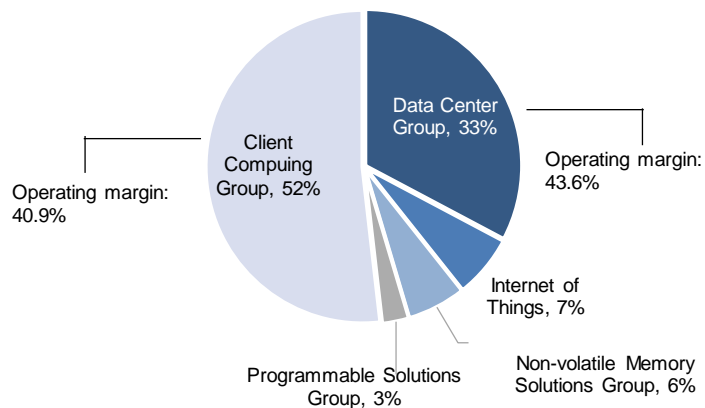 Data Center
Group, 33%
Client
Compuing
Group, 52%
Operating margin:
40.9%
Operating margin:
43.6%
Internet of
Things, 7%
Non-volatile Memory
Solutions Group, 6%
Programmable Solutions
Group, 3%